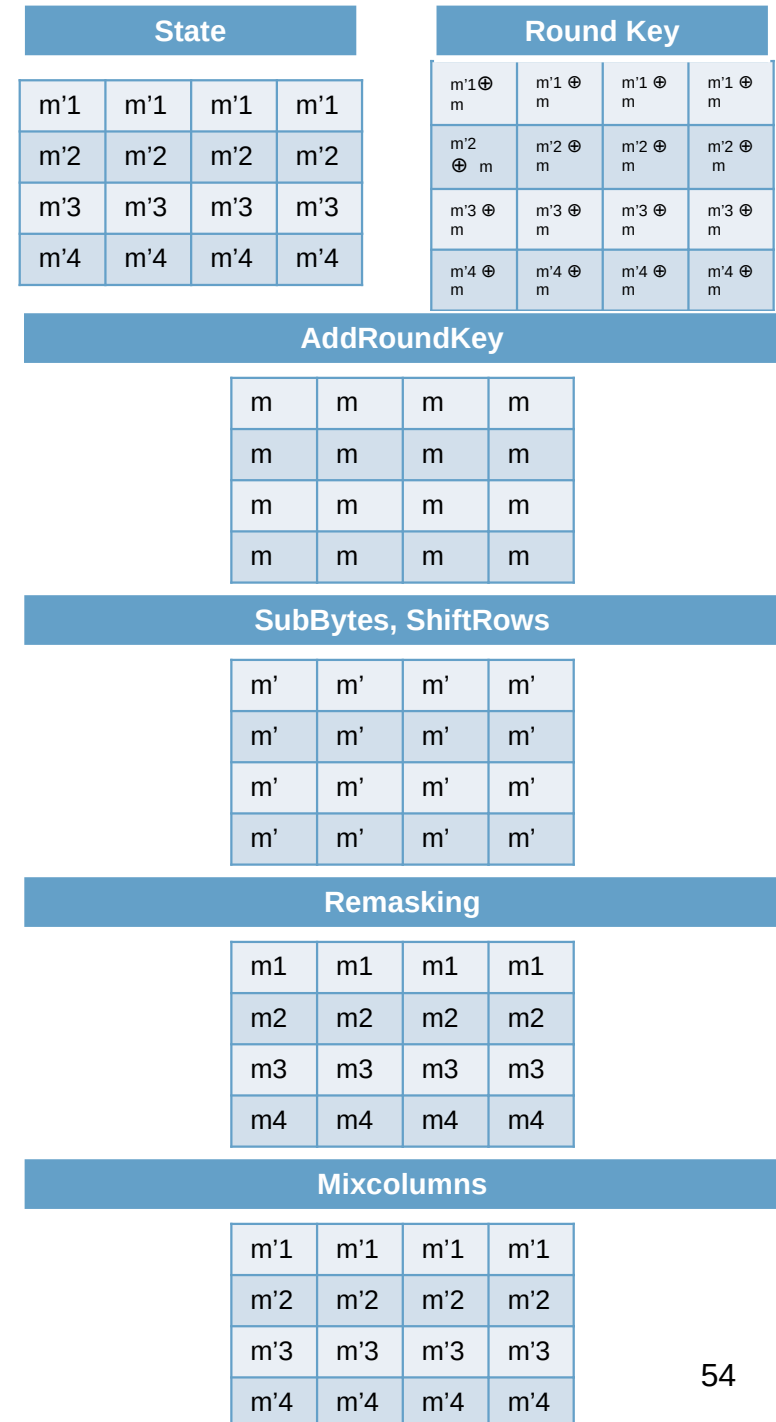 State Round Key
m’1 m’1 m’1 m’1
m’2 m’2 m’2 m’2
m’3 m’3 m’3 m’3
m’4 m’4 m’4 m’4
m’1⊕ m’1 ⊕ m’1 ⊕ m’1 ⊕
m m m m
m’2 m’2 ⊕ m’2 ⊕ m’2 ⊕
⊕ m m m m
m’3 ⊕ m’3 ⊕ m’3 ⊕ m’3 ⊕
m m m m
m’4 ⊕ m’4 ⊕ m’4 ⊕ m’4 ⊕
m m m m
AddRoundKey
m m m m
m m m m
m m m m
m m m m
SubBytes, ShiftRows
m’ m’ m’ m’
m’ m’ m’ m’
m’ m’ m’ m’
m’ m’ m’ m’
Remasking
m1 m1 m1 m1
m2 m2 m2 m2
m3 m3 m3 m3
m4 m4 m4 m4
Mixcolumns
m’1 m’1 m’1 m’1
m’2 m’2 m’2 m’2
m’3 m’3 m’3 m’3
m’4 m’4 m’4 m’4
54